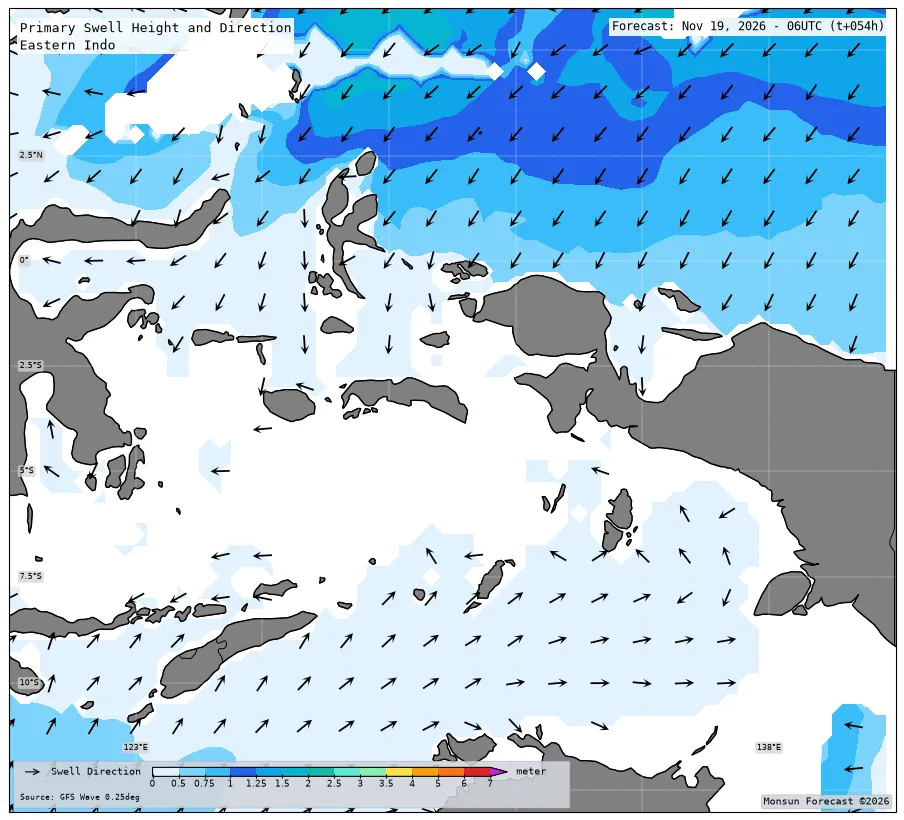 Primary Swell Height and Direction
Eastern Indo
Forecast: Nov 19, 2026 - 06UTC (t+054h)
2.5°N
0°
2.5°S
5°S
7.5°S
10°S
123°E
138°E
Swell Direction
0 0.5 0.75 1 1.25 1.5 2 2.5 3 3.5 4 5 6 7
meter
Source: GFS Wave 0.25deg
Monsun Forecast ©2026